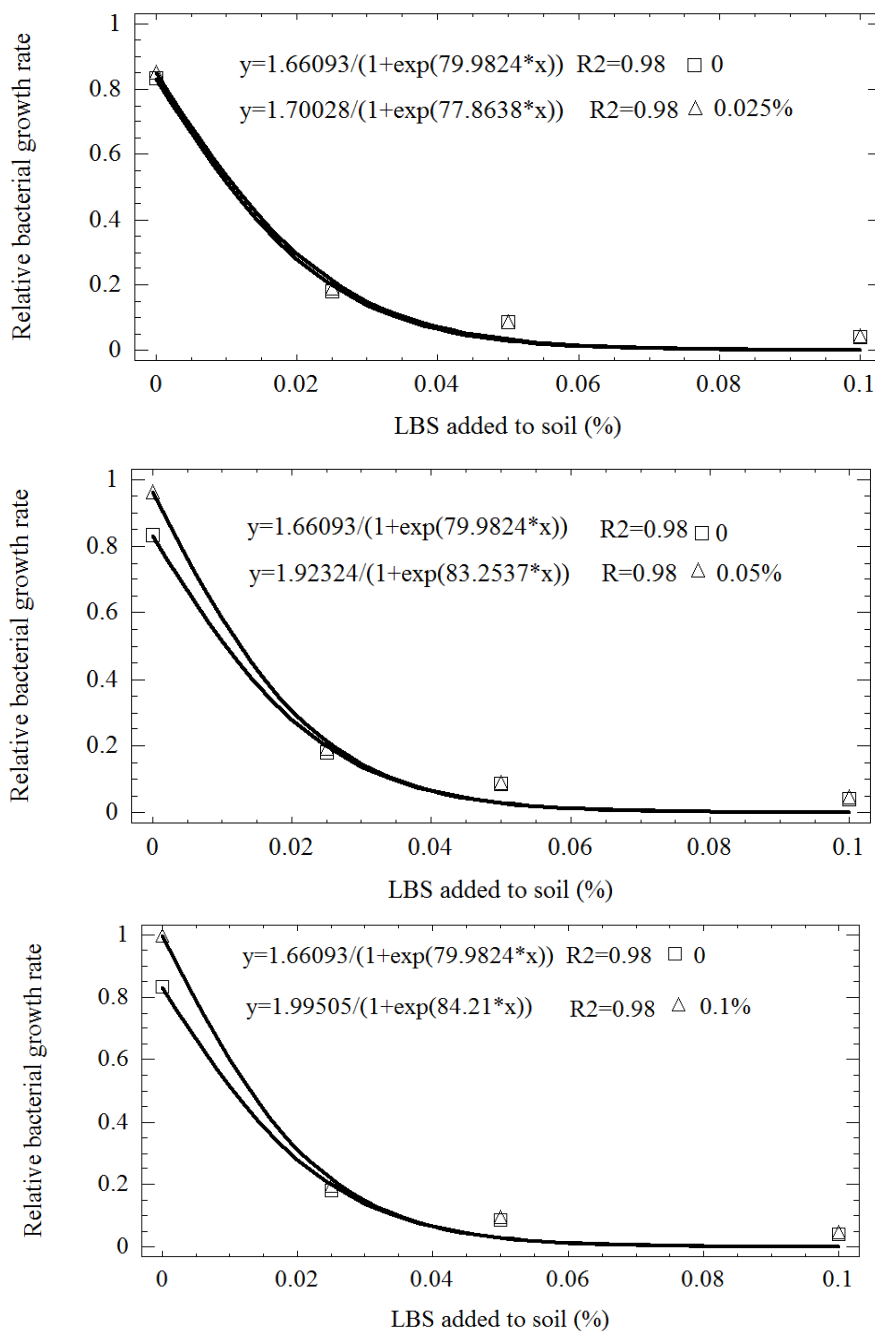 1
y=1.66093/(1+exp(79.9824*x)) R2=0.98 □ 0
0.8
y=1.70028/(1+exp(77.8638*x)) R2=0.98 △ 0.025%
0.6
Relative bacterial growth rate
0.4
0.2
0
0 0.02 0.04 0.06 0.08 0.1
LBS added to soil (%)
1
y=1.66093/(1+exp(79.9824*x)) R2=0.98 □ 0
0.8
y=1.92324/(1+exp(83.2537*x)) R=0.98 △ 0.05%
0.6
Relative bacterial growth rate
0.4
0.2
0
0 0.02 0.04 0.06 0.08 0.1
LBS added to soil (%)
1
y=1.66093/(1+exp(79.9824*x)) R2=0.98 □ 0
0.8
y=1.99505/(1+exp(84.21*x)) R2=0.98 △ 0.1%
0.6
Relative bacterial growth rate
0.4
0.2
0
0 0.02 0.04 0.06 0.08 0.1
LBS added to soil (%)